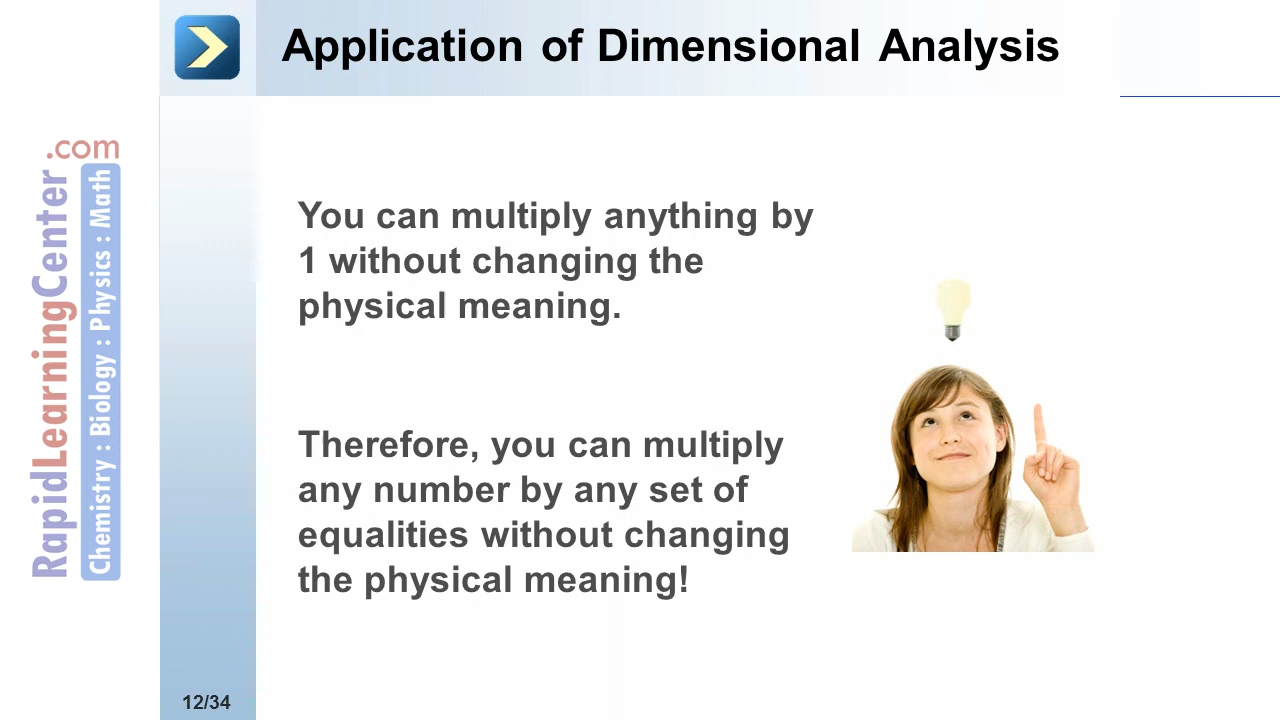 Application of Dimensional Analysis
.com
RapidLearningCenter
Chemistry : Biology : Physics : Math
You can multiply anything by
1 without changing the
physical meaning.
Therefore, you can multiply
any number by any set of
equalities without changing
the physical meaning!
12/34